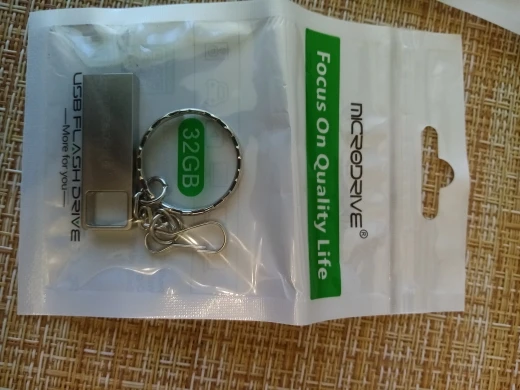 MICRODRIVE®
Focus On Quality Life
32GB
USB FLASH DRIVE
—More for you—